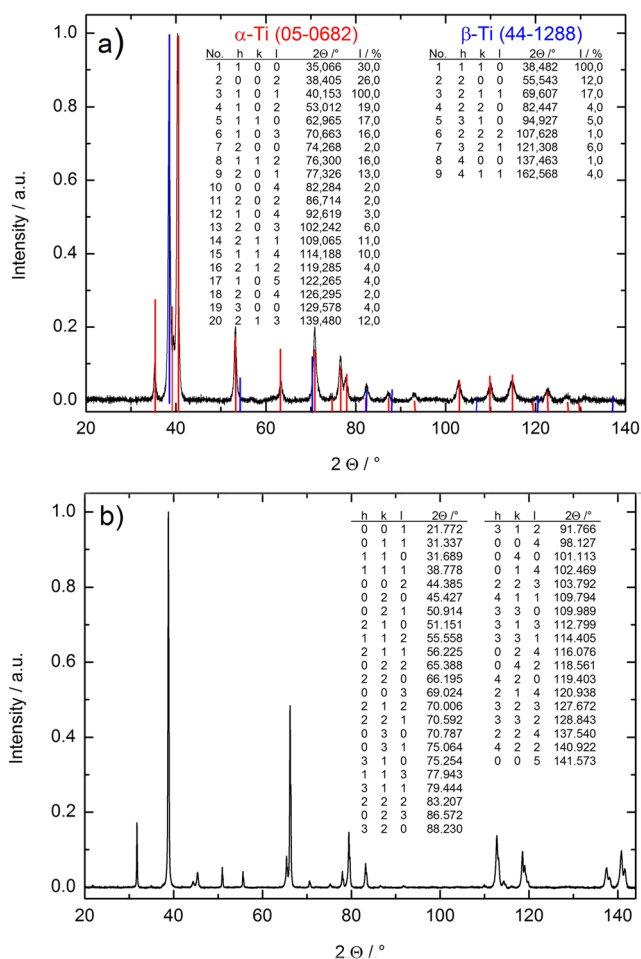 a)
α-Ti (05-0682) β-Ti (44-1288)
No. h k l 2Θ /° I / % No. h k l 2Θ /° I / %
1 1 0 0 35,066 30,0 1 1 1 0 38,482 100,0
2 0 0 2 38,405 26,0 2 2 0 0 55,543 12,0
3 1 0 1 40,153 100,0 3 2 1 1 69,607 17,0
4 1 0 2 53,012 19,0 4 2 2 0 82,447 4,0
5 1 1 0 62,965 17,0 5 3 1 0 94,927 5,0
6 1 0 3 70,663 16,0 6 2 2 2 107,628 1,0
7 2 0 0 74,268 2,0 7 3 2 1 121,308 6,0
8 1 1 2 76,300 16,0 8 4 0 0 137,463 1,0
9 2 0 1 77,326 13,0 9 4 1 1 162,568 4,0
10 0 0 4 82,284 2,0
11 2 0 2 86,714 2,0
12 1 0 4 92,619 3,0
13 2 0 3 102,242 6,0
14 2 1 1 109,065 11,0
15 1 1 4 114,188 10,0
16 2 1 2 119,285 4,0
17 1 0 5 122,265 4,0
18 2 0 4 126,295 2,0
19 3 0 0 129,578 4,0
20 2 1 3 139,480 12,0
Intensity / a.u.
1.0
0.8
0.6
0.4
0.2
0.0
20 40 60 80 100 120 140
2 Θ / °
b)
h k l 2Θ /° h k l 2Θ /°
0 0 1 21.772 3 1 2 91.766
0 1 1 31.337 0 0 4 98.127
1 1 0 31.689 0 4 0 101.113
1 1 1 38.778 0 1 4 102.469
0 0 2 44.385 2 2 3 103.792
0 2 0 45.427 4 1 1 109.794
0 2 1 50.914 3 3 0 109.989
2 1 0 51.151 3 1 3 112.799
1 1 2 55.558 3 3 1 114.405
2 1 1 56.225 0 2 4 116.076
0 2 2 65.388 0 4 2 118.561
2 2 0 66.195 4 2 0 119.403
0 0 3 69.024 2 1 4 120.938
2 1 2 70.006 3 2 3 127.672
2 2 1 70.592 3 3 2 128.843
0 3 0 70.787 2 2 4 137.540
0 3 1 75.064 4 2 2 140.922
3 1 0 75.254 0 0 5 141.573
1 1 3 77.943
3 1 1 79.444
2 2 2 83.207
0 2 3 86.572
3 2 0 88.230
Intensity / a.u.
1.0
0.8
0.6
0.4
0.2
0.0
20 40 60 80 100 120 140
2 Θ / °